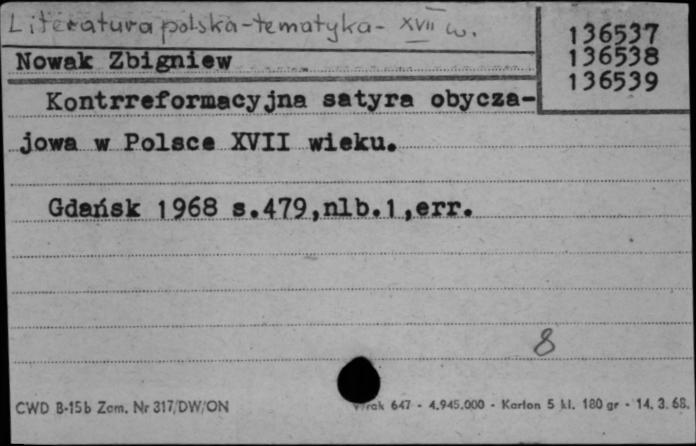 Literatura polska-tematyka- XVII w.
136537
136538
136539
Nowak Zbigniew
Kontrreformacyjna satyra obycza-
jowa w Polsce XVII wieku.
Gdańsk 1968 s.479,nlb.1,err.
8
CWD B-15b Zam. Nr 317/DW/ON
647 - 4.945.000 - Karton 5 kl. 180 gr - 14. 3. 68.